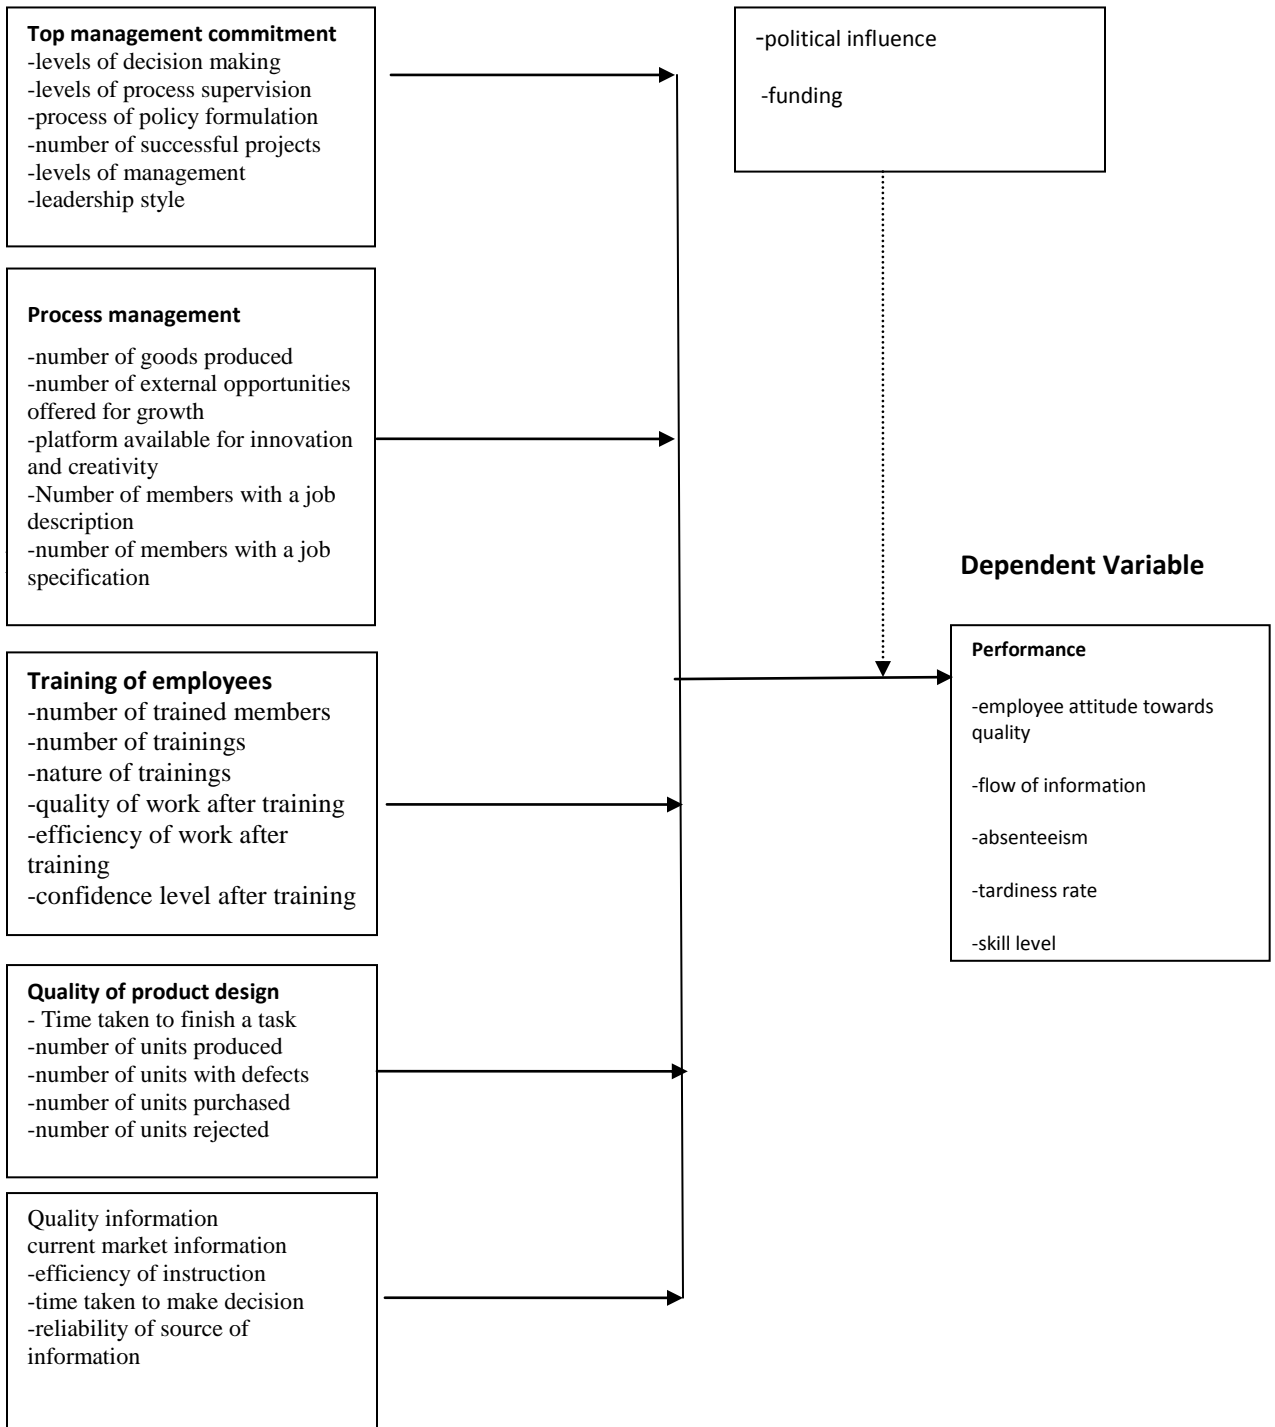 Top management commitment
-levels of decision making
-levels of process supervision
-process of policy formulation
-number of successful projects
-levels of management
-leadership style
-political influence
-funding
Process management
-number of goods produced
-number of external opportunities
offered for growth
-platform available for innovation
and creativity
-Number of members with a job
description
-number of members with a job
specification
Dependent Variable
Performance
-employee attitude towards
quality
-flow of information
-absenteeism
-tardiness rate
-skill level
Training of employees
-number of trained members
-number of trainings
-nature of trainings
-quality of work after training
-efficiency of work after
training
-confidence level after training
Quality of product design
- Time taken to finish a task
-number of units produced
-number of units with defects
-number of units purchased
-number of units rejected
Quality information
current market information
-efficiency of instruction
-time taken to make decision
-reliability of source of
information